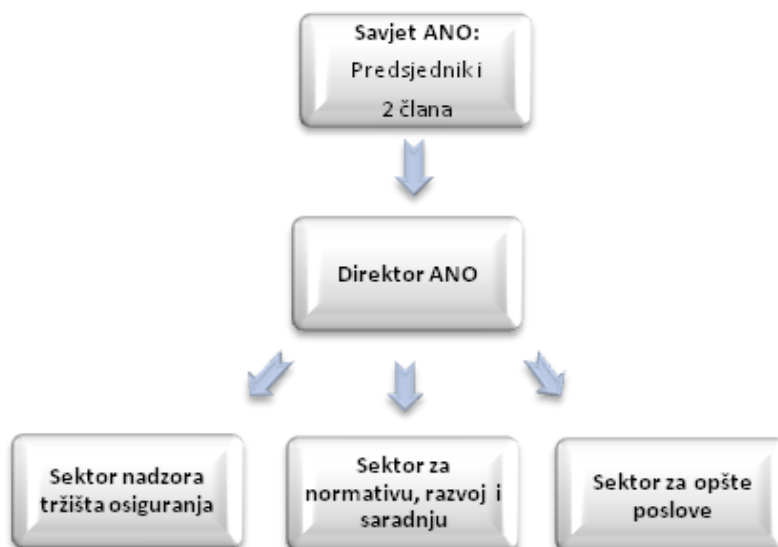 Savjet ANO:
Predsjednik i
2 člana
Direktor ANO
Sektor nadzora
tržišta osiguranja
Sektor za
normativu, razvoj i
saradnju
Sektor za opšte
poslove